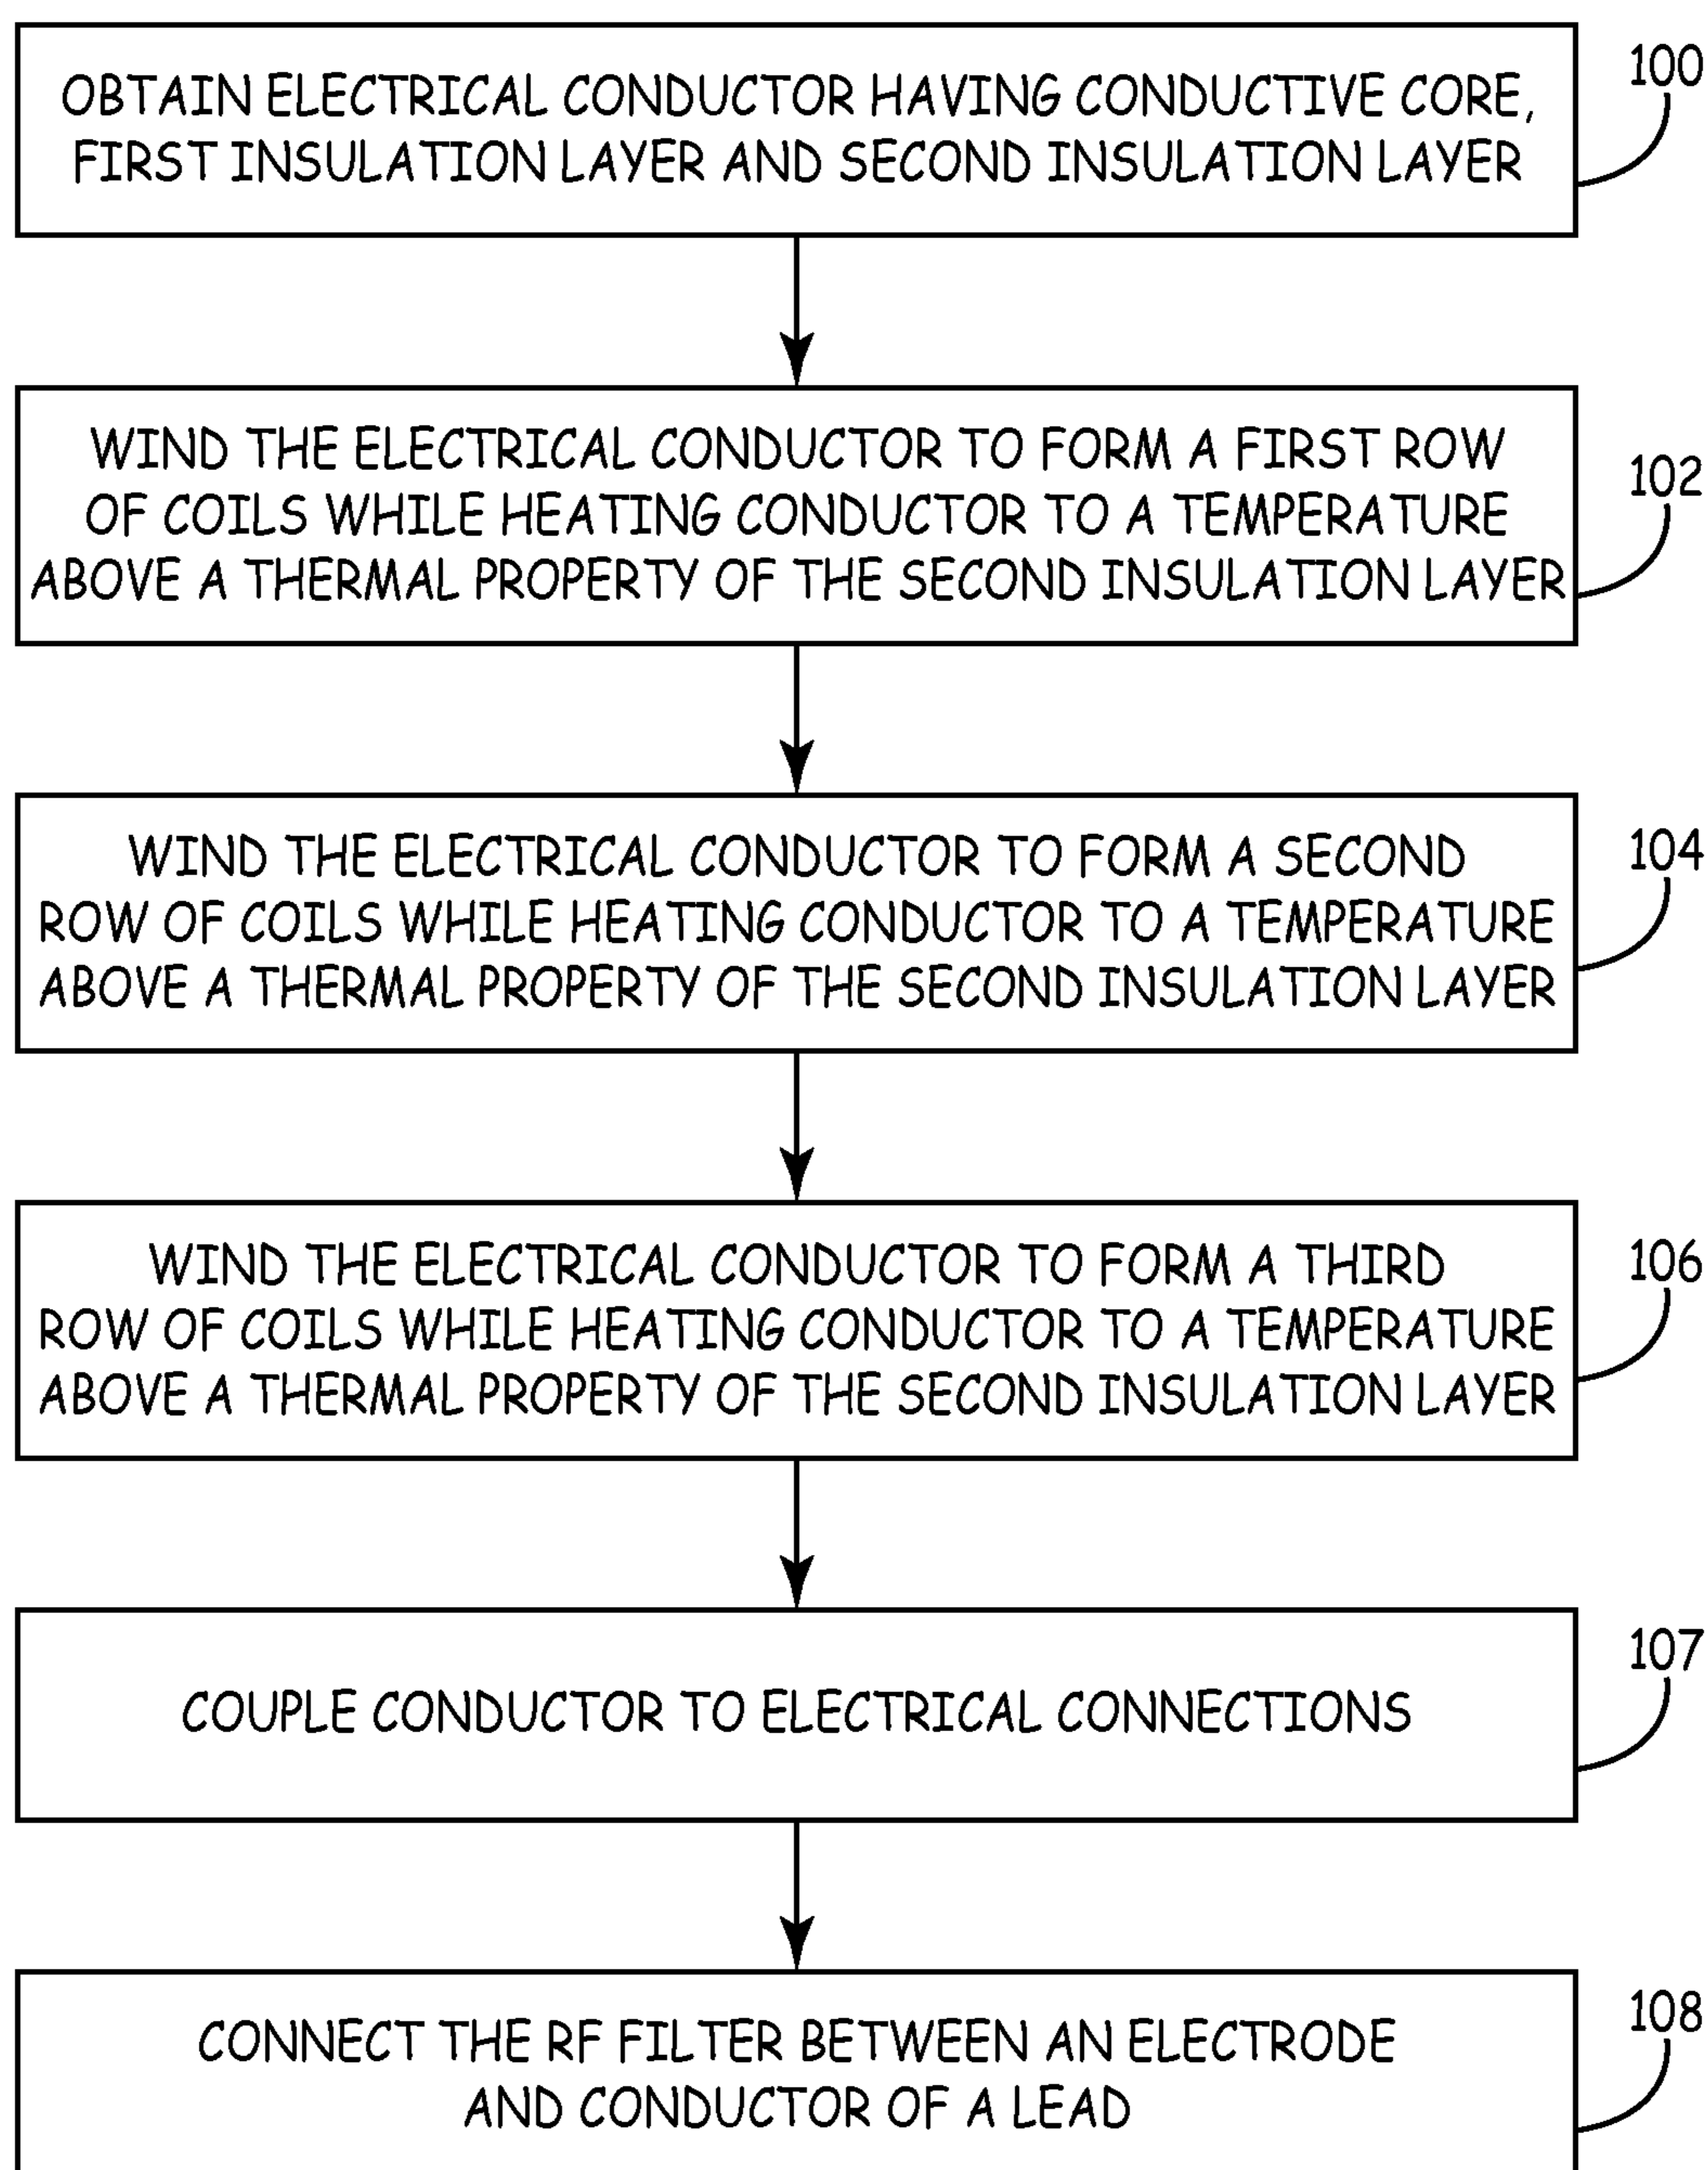 OBTAIN ELECTRICAL CONDUCTOR HAVING CONDUCTIVE CORE,
FIRST INSULATION LAYER AND SECOND INSULATION LAYER
100
WIND THE ELECTRICAL CONDUCTOR TO FORM A FIRST ROW
OF COILS WHILE HEATING CONDUCTOR TO A TEMPERATURE
ABOVE A THERMAL PROPERTY OF THE SECOND INSULATION LAYER
102
WIND THE ELECTRICAL CONDUCTOR TO FORM A SECOND
ROW OF COILS WHILE HEATING CONDUCTOR TO A TEMPERATURE
ABOVE A THERMAL PROPERTY OF THE SECOND INSULATION LAYER
104
WIND THE ELECTRICAL CONDUCTOR TO FORM A THIRD
ROW OF COILS WHILE HEATING CONDUCTOR TO A TEMPERATURE
ABOVE A THERMAL PROPERTY OF THE SECOND INSULATION LAYER
106
COUPLE CONDUCTOR TO ELECTRICAL CONNECTIONS
107
CONNECT THE RF FILTER BETWEEN AN ELECTRODE
AND CONDUCTOR OF A LEAD
108